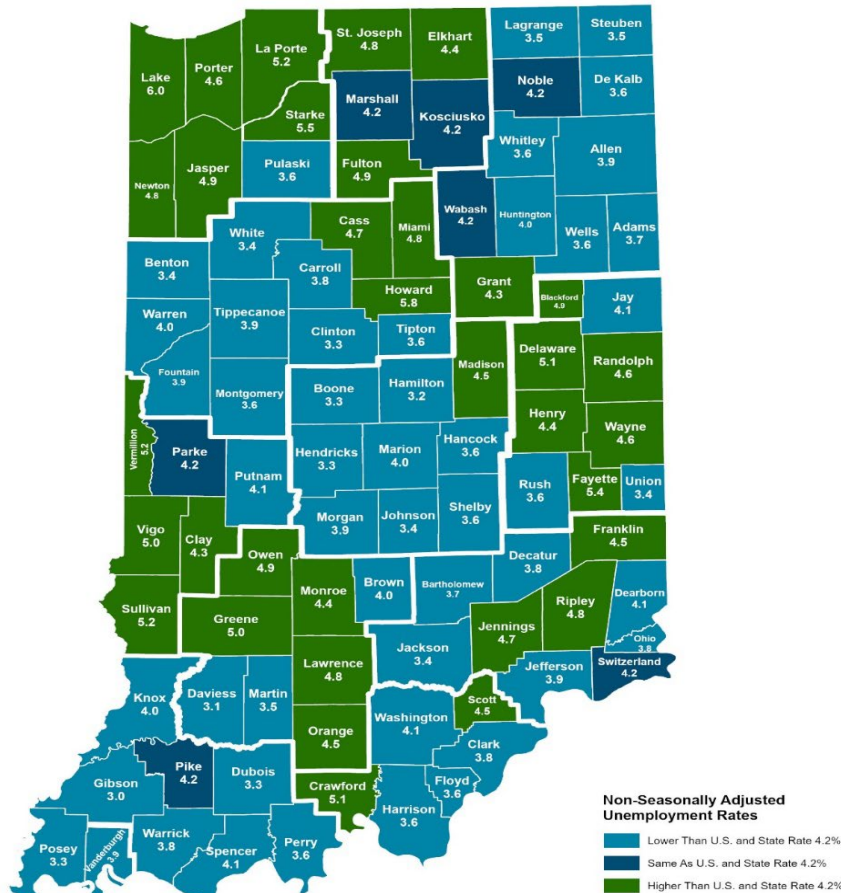 Lake
6.0
Porter
4.6
La Porte
5.2
St. Joseph
4.8
Elkhart
4.4
Lagrange
3.5
Steuben
3.5
Noble
4.2
De Kalb
3.6
Marshall
4.2
Kosciusko
4.2
Starke
5.5
Whitley
3.6
Allen
3.9
Newton
4.8
Jasper
4.9
Pulaski
3.6
Fulton
4.9
Wabash
4.2
Huntington
4.0
Wells
3.6
Adams
3.7
White
3.4
Cass
4.7
Miami
4.8
Benton
3.4
Carroll
3.8
Howard
5.8
Grant
4.3
Blackford
4.9
Jay
4.1
Warren
4.0
Tippecanoe
3.9
Clinton
3.3
Tipton
3.6
Madison
4.5
Delaware
5.1
Randolph
4.6
Fountain
3.9
Montgomery
3.6
Boone
3.3
Hamilton
3.2
Henry
4.4
Wayne
4.6
Vermillion
5.2
Parke
4.2
Putnam
4.1
Hendricks
3.3
Marion
4.0
Hancock
3.6
Rush
3.6
Fayette
5.4
Union
3.4
Vigo
5.0
Clay
4.3
Morgan
3.9
Johnson
3.4
Shelby
3.6
Franklin
4.5
Owen
4.9
Monroe
4.4
Brown
4.0
Bartholomew
3.7
Decatur
3.8
Dearborn
4.1
Sullivan
5.2
Greene
5.0
Jennings
4.7
Ripley
4.8
Ohio
3.8
Lawrence
4.8
Jackson
3.4
Jefferson
3.9
Switzerland
4.2
Knox
4.0
Daviess
3.1
Martin
3.5
Orange
4.5
Washington
4.1
Scott
4.5
Clark
3.8
Gibson
3.0
Pike
4.2
Dubois
3.3
Crawford
5.1
Harrison
3.6
Floyd
3.6
Posey
3.3
Vanderburgh
3.9
Warrick
3.8
Spencer
4.1
Perry
3.6
Non-Seasonally Adjusted
Unemployment Rates
Lower Than U.S. and State Rate 4.2%
Same As U.S. and State Rate 4.2%
Higher Than U.S. and State Rate 4.2%